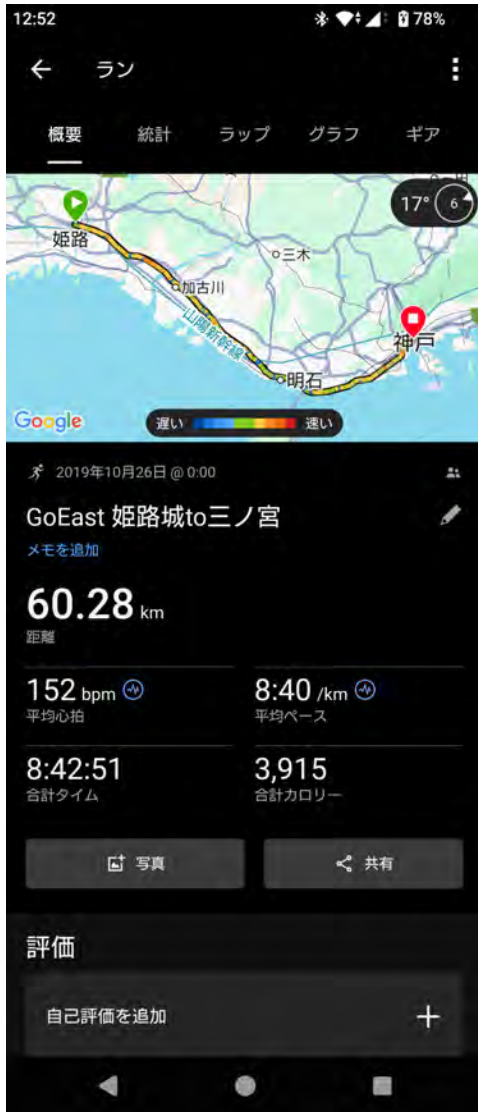 12:52
78%
ラン
概要 統計 ラップ グラフ ギア
17° 6
姫路
三木
加古川
山陽新幹線
神戸
明石
Google
遅い 速い
2019年10月26日 @ 0:00
GoEast 姫路城to三ノ宮
メモを追加
60.28 km
距離
152 bpm 8:40 /km
平均心拍 平均ペース
8:42:51 3,915
合計タイム 合計カロリー
写真 共有
評価
自己評価を追加